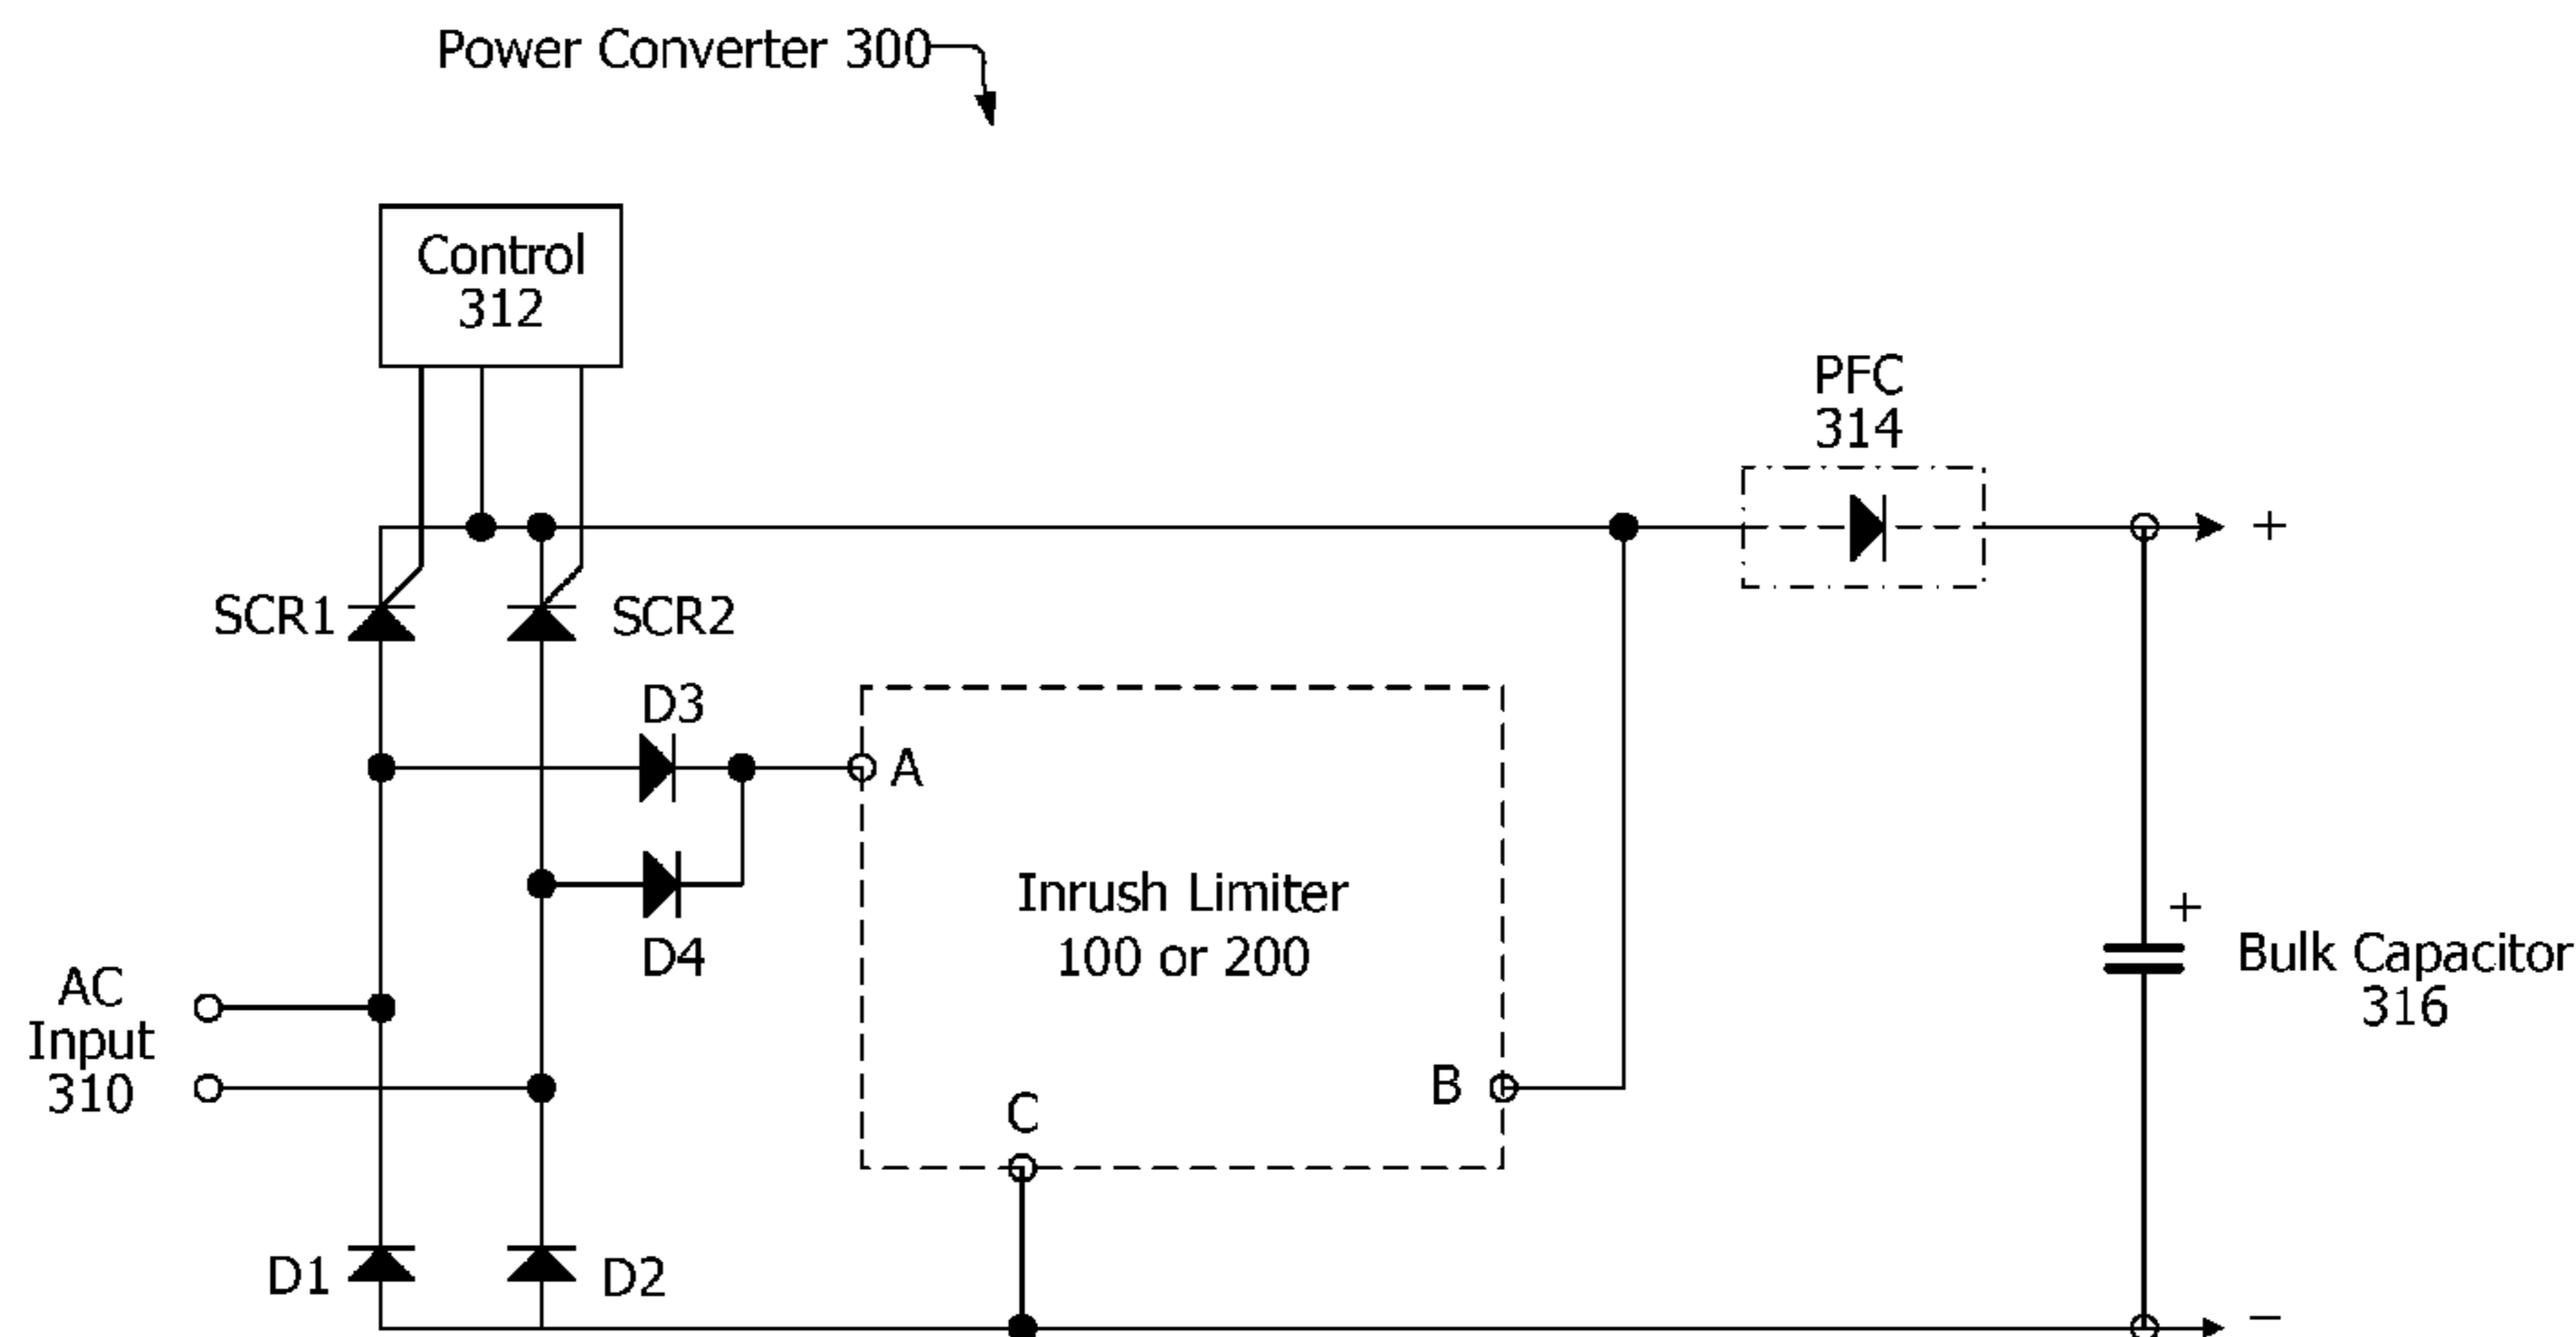 Power Converter 300
Control
312
PFC
314
+
SCR1
SCR2
D3
A
Inrush Limiter
100 or 200
D4
+
Bulk Capacitor
316
AC
Input
310
B
C
D1
D2
−